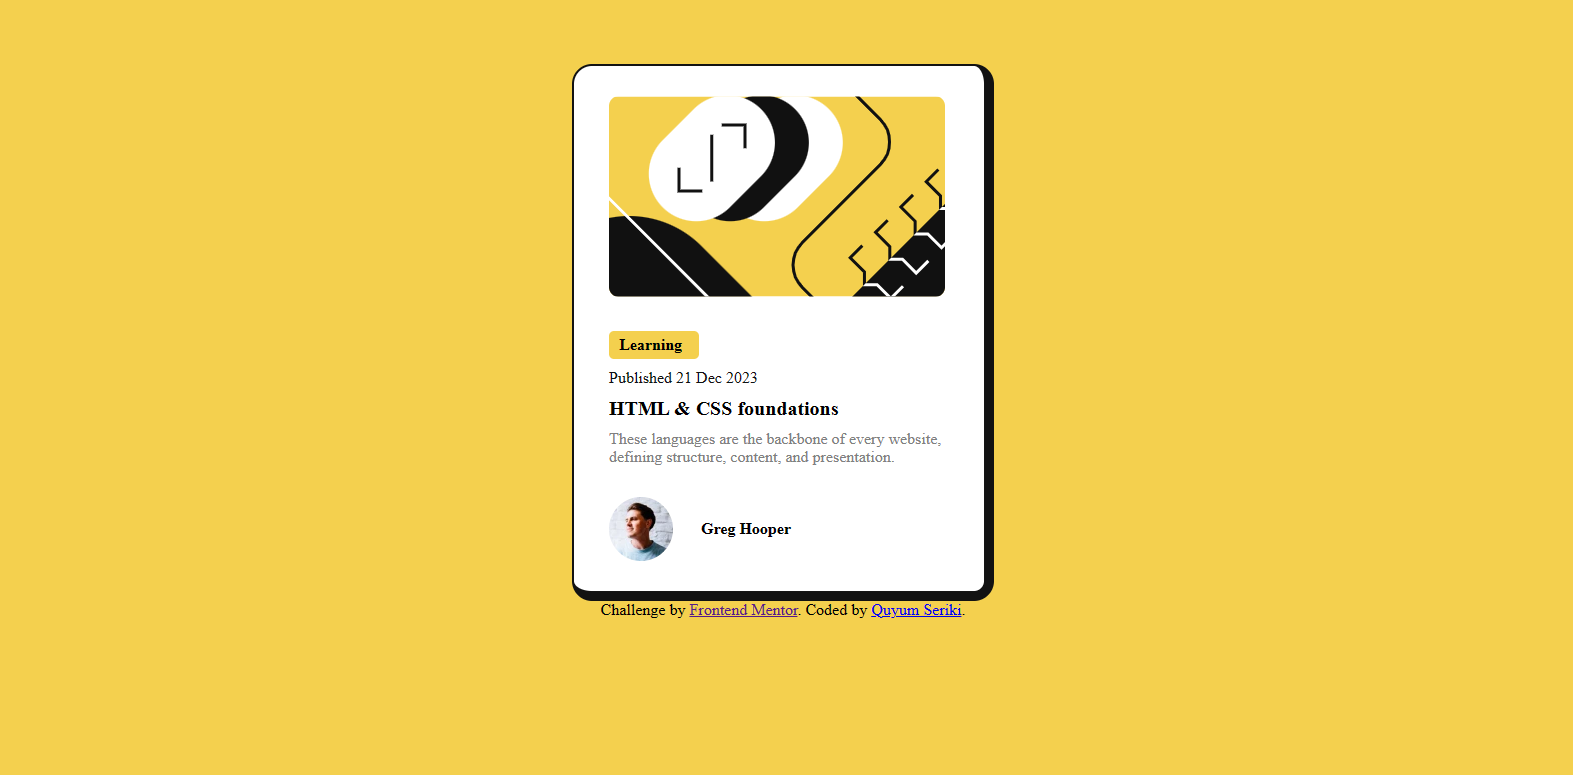 Learning
Published 21 Dec 2023
HTML & CSS foundations
These languages are the backbone of every website,
defining structure, content, and presentation.
Greg Hooper
Challenge by Frontend Mentor. Coded by Quyum Seriki.